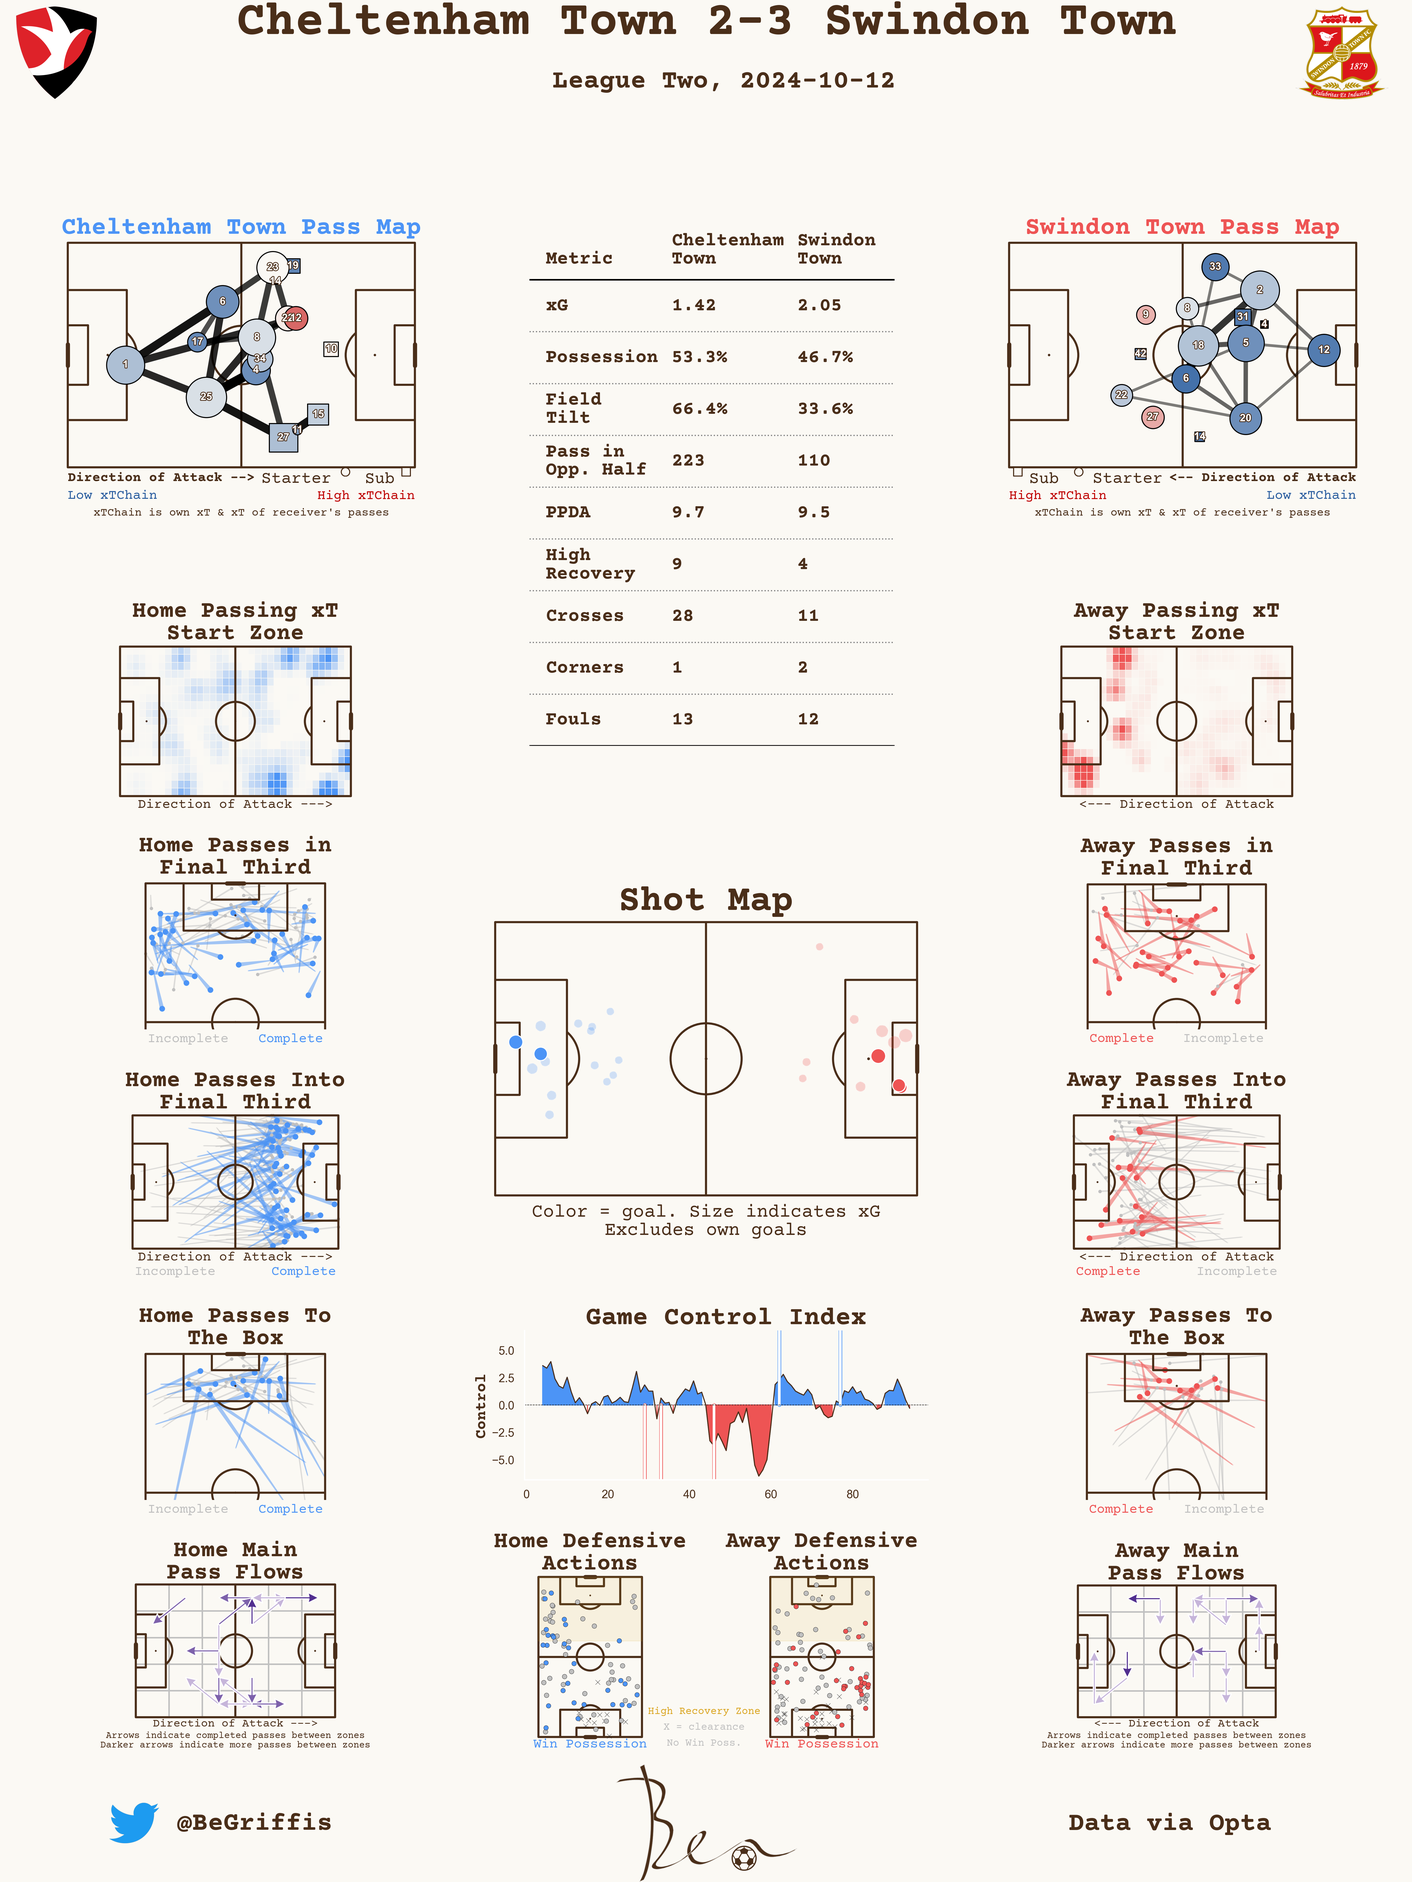 Cheltenham Town 2-3 Swindon Town
League Two, 2024-10-12
SWINDON TOWN FC
1879
Salubritas Et Industria
Cheltenham Town Pass Map
23
19
14
6
22
12
8
17
10
34
1
4
25
15
11
27
Direction of Attack --> Starter Sub
Low xTChain High xTChain
xTChain is own xT & xT of receiver's passes
Metric Cheltenham Town Swindon Town
xG 1.42 2.05
Possession 53.3% 46.7%
Field Tilt 66.4% 33.6%
Pass in Opp. Half 223 110
PPDA 9.7 9.5
High Recovery 9 4
Crosses 28 11
Corners 1 2
Fouls 13 12
Swindon Town Pass Map
33
2
8
9
31
4
18
5
42
12
6
22
27
20
14
Sub Starter <-- Direction of Attack
High xTChain Low xTChain
xTChain is own xT & xT of receiver's passes
Home Passing xT
Start Zone
Direction of Attack --->
Away Passing xT
Start Zone
<--- Direction of Attack
Home Passes in
Final Third
Incomplete Complete
Away Passes in
Final Third
Complete Incomplete
Shot Map
Color = goal. Size indicates xG
Excludes own goals
Home Passes Into
Final Third
Direction of Attack --->
Incomplete Complete
Away Passes Into
Final Third
<--- Direction of Attack
Complete Incomplete
Home Passes To
The Box
Incomplete Complete
Game Control Index
Control
5.0
2.5
0.0
−2.5
−5.0
0 20 40 60 80
Away Passes To
The Box
Complete Incomplete
Home Main
Pass Flows
Direction of Attack --->
Arrows indicate completed passes between zones
Darker arrows indicate more passes between zones
Home Defensive
Actions
Win Possession
High Recovery Zone
X = clearance
No Win Poss.
Away Defensive
Actions
Win Possession
Away Main
Pass Flows
<--- Direction of Attack
Arrows indicate completed passes between zones
Darker arrows indicate more passes between zones
@BeGriffis
Ben
Data via Opta